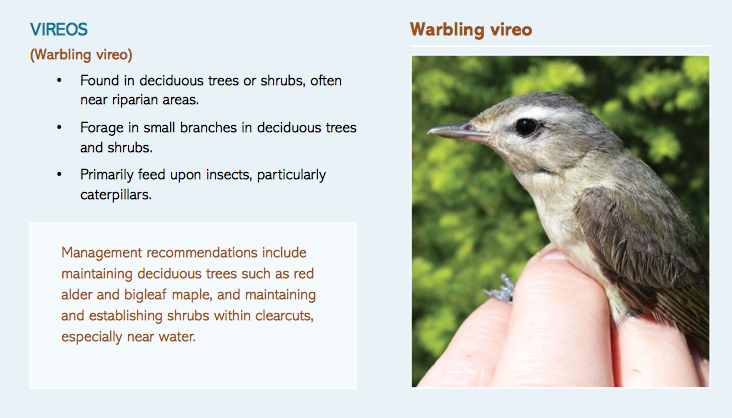 VIREOS
(Warbling vireo)
• Found in deciduous trees or shrubs, often
near riparian areas.
• Forage in small branches in deciduous trees
and shrubs.
• Primarily feed upon insects, particularly
caterpillars.
Management recommendations include
maintaining deciduous trees such as red
alder and bigleaf maple, and maintaining
and establishing shrubs within clearcuts,
especially near water.
Warbling vireo